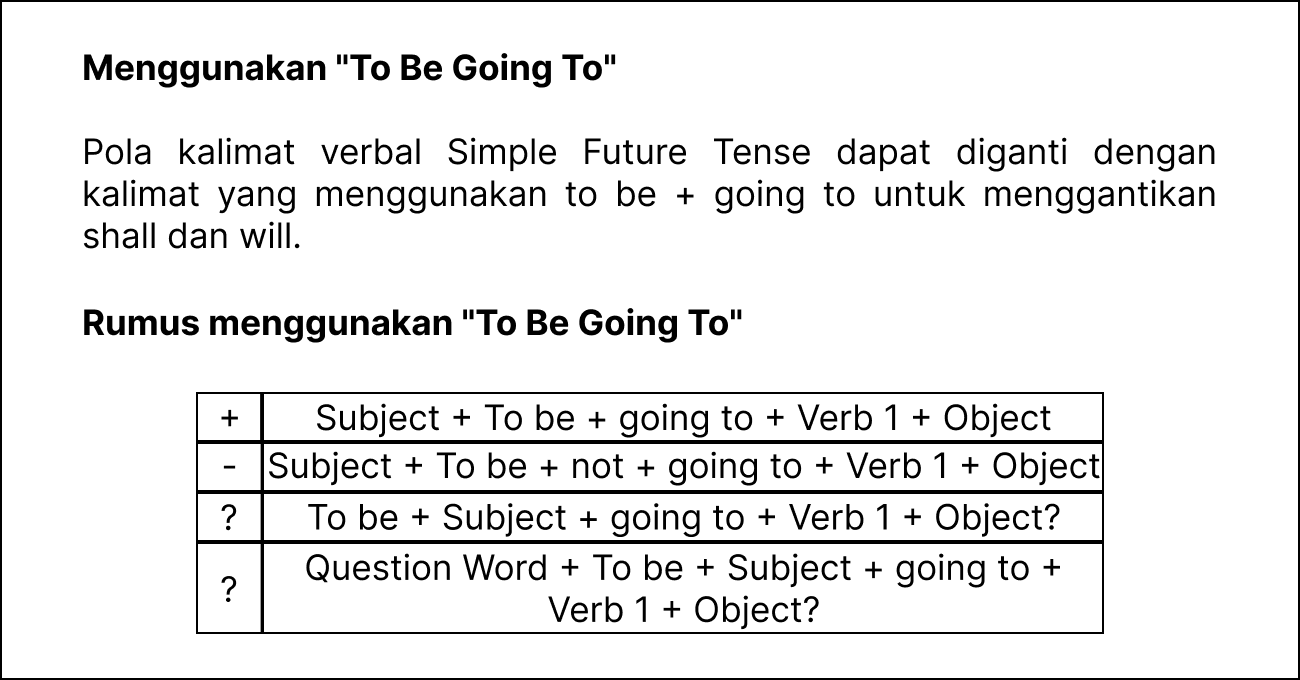 Menggunakan "To Be Going To"
Pola kalimat verbal Simple Future Tense dapat diganti dengan
kalimat yang menggunakan to be + going to untuk menggantikan
shall dan will.
Rumus menggunakan "To Be Going To"
+ Subject + To be + going to + Verb 1 + Object
- Subject + To be + not + going to + Verb 1 + Object
? To be + Subject + going to + Verb 1 + Object?
? Question Word + To be + Subject + going to +
Verb 1 + Object?